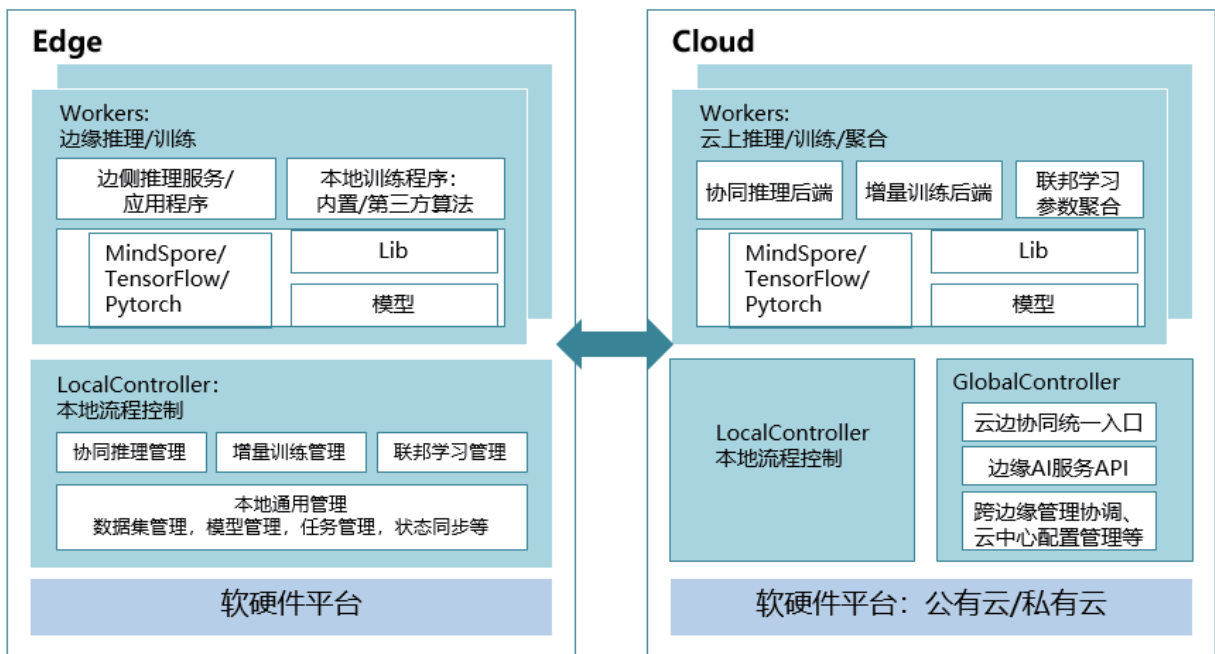 Edge
Workers:
边缘推理/训练
边侧推理服务/
应用程序
本地训练程序：
内置/第三方算法
MindSpore/
TensorFlow/
Pytorch
Lib
模型
LocalController：
本地流程控制
协同推理管理
增量训练管理
联邦学习管理
本地通用管理
数据集管理，模型管理，任务管理，状态同步等
软硬件平台
Cloud
Workers:
云上推理/训练/聚合
协同推理后端
增量训练后端
联邦学习
参数聚合
MindSpore/
TensorFlow/
Pytorch
Lib
模型
LocalController
本地流程控制
GlobalController
云边协同统一入口
边缘AI服务API
跨边缘管理协调、
云中心配置管理等
软硬件平台：公有云/私有云